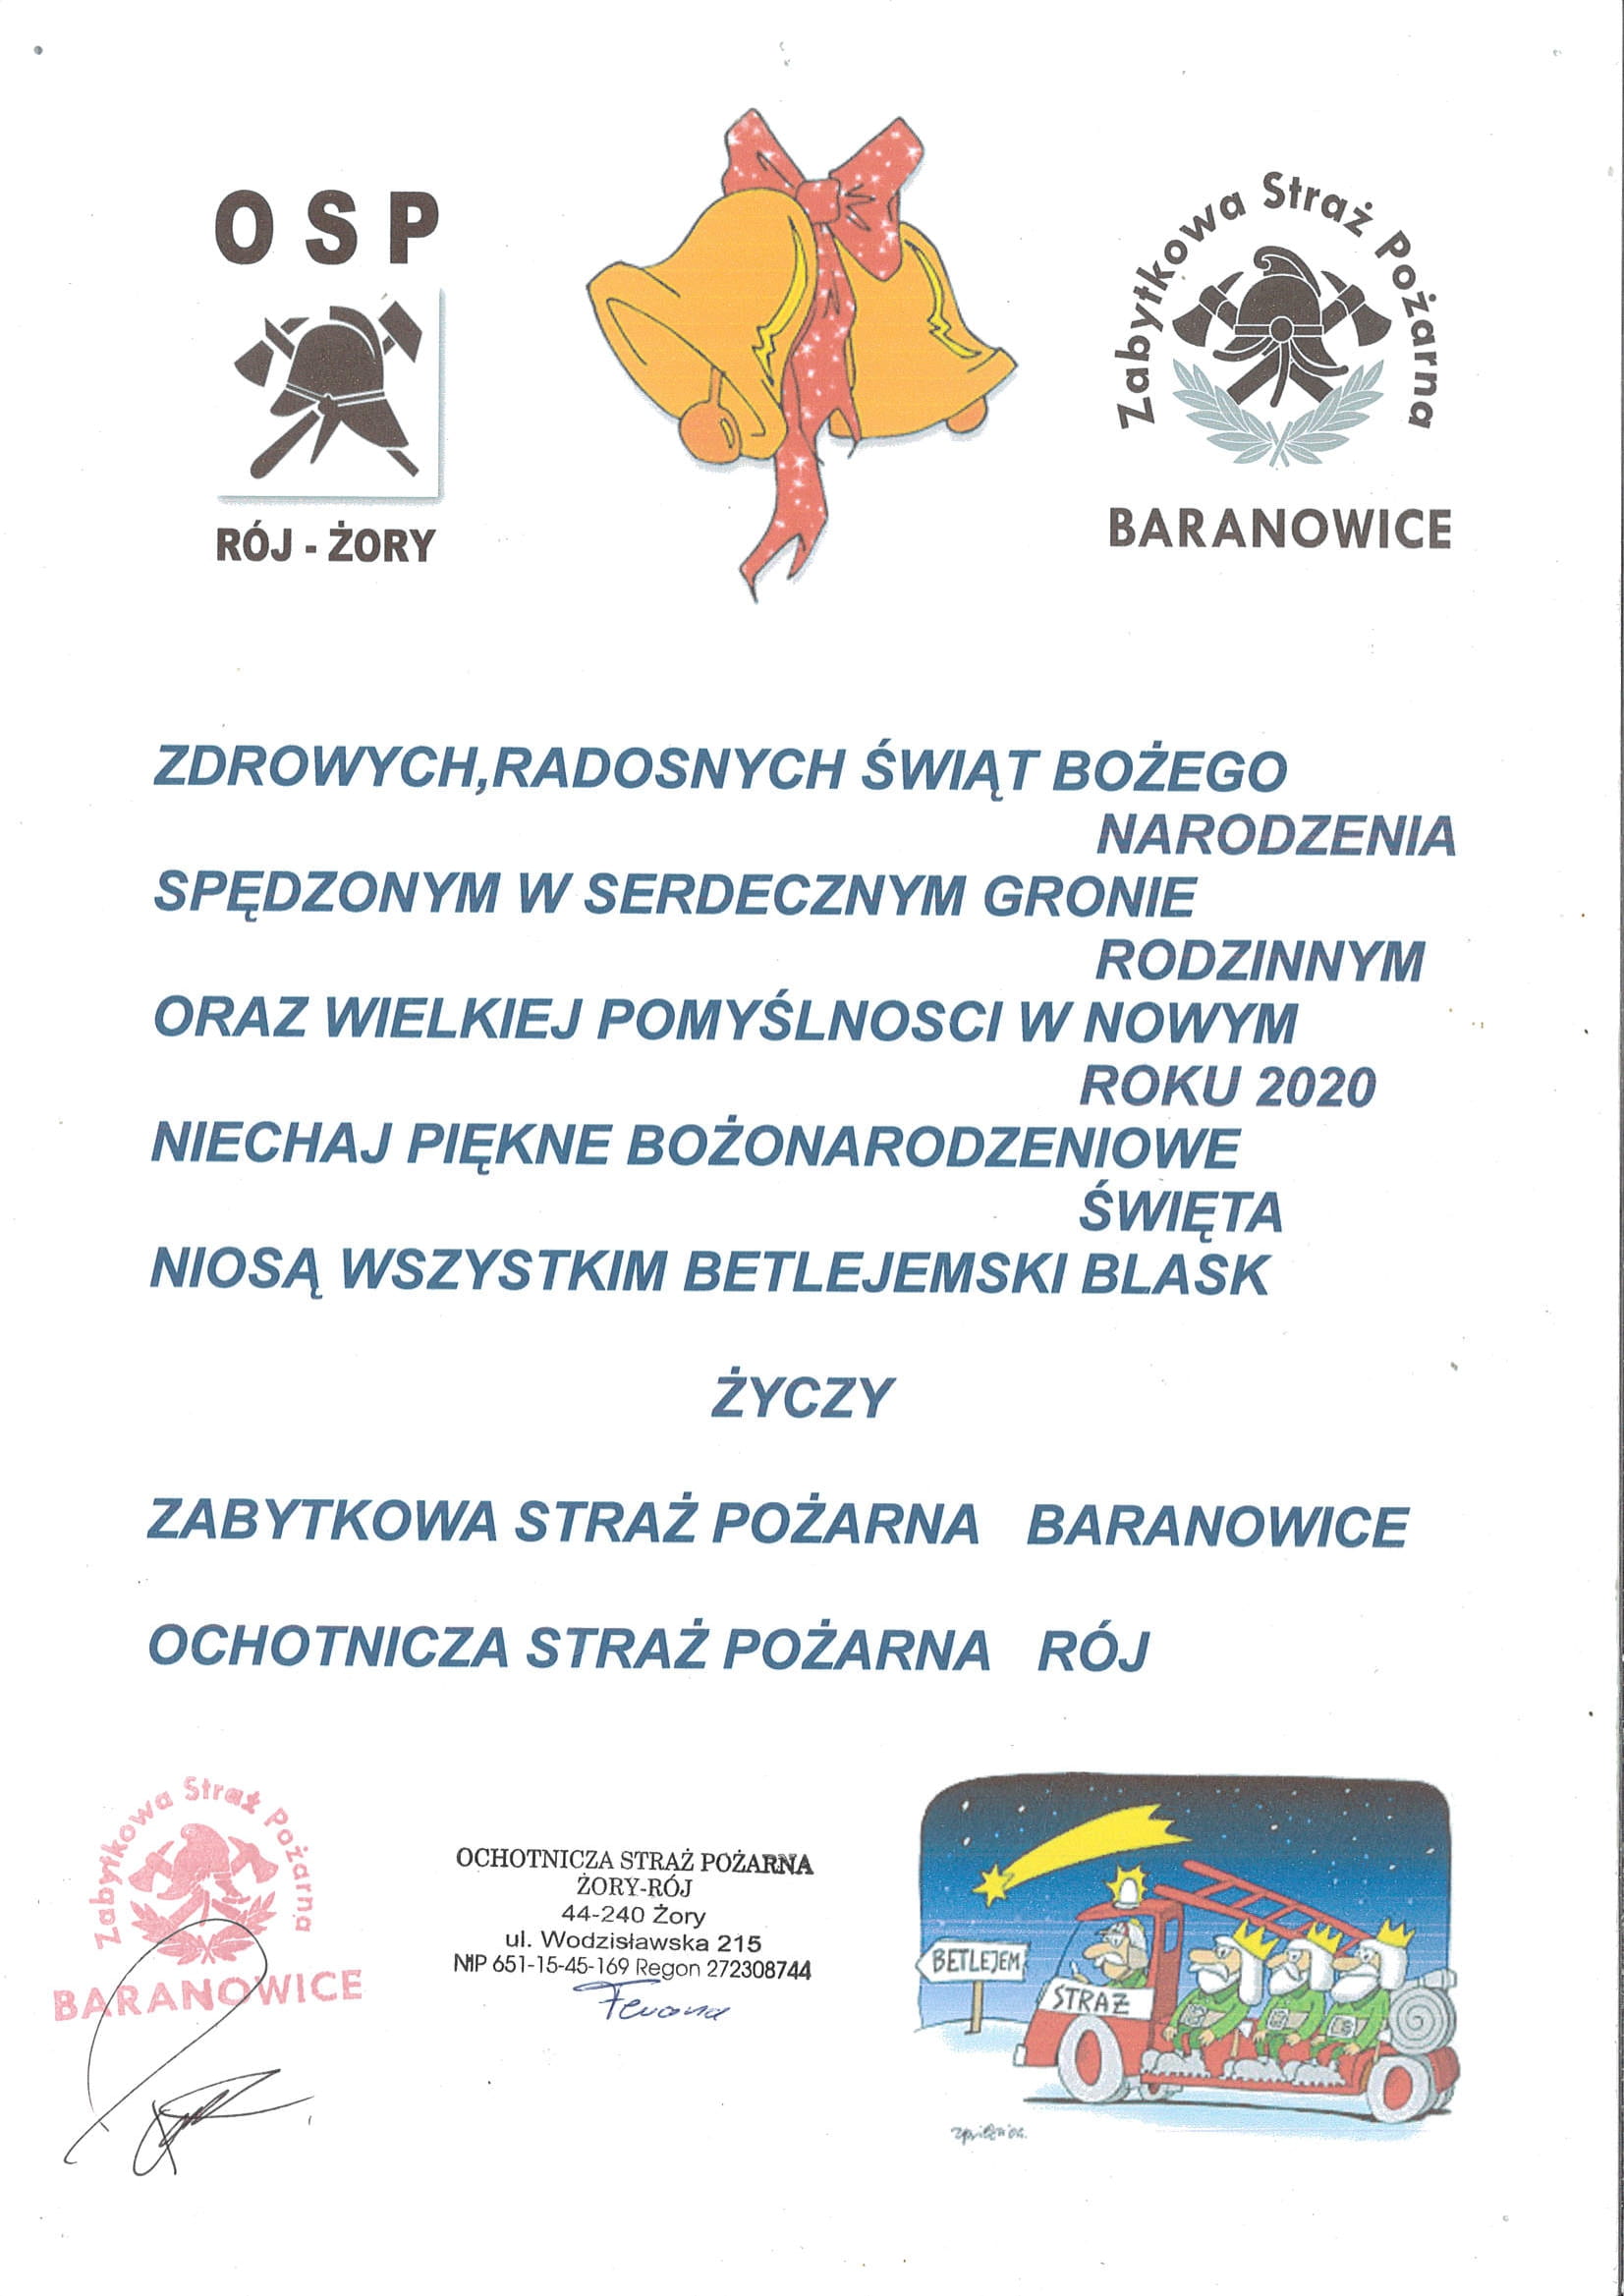 OSP
RÓJ - ŻORY
Zabytkowa Straż Pożarna
BARANOWICE
ZDROWYCH,RADOSNYCH ŚWIĄT BOŻEGO
NARODZENIA
SPĘDZONYM W SERDECZNYM GRONIE
RODZINNYM
ORAZ WIELKIEJ POMYŚLNOSCI W NOWYM
ROKU 2020
NIECHAJ PIĘKNE BOŻONARODZENIOWE
ŚWIĘTA
NIOSĄ WSZYSTKIM BETLEJEMSKI BLASK
ŻYCZY
ZABYTKOWA STRAŻ POŻARNA BARANOWICE
OCHOTNICZA STRAŻ POŻARNA RÓJ
Zabytkowa Straż Pożarna
BARANOWICE
OCHOTNICZA STRAŻ POŻARNA
ŻORY-RÓJ
44-240 Żory
ul. Wodzisławska 215
NIP 651-15-45-169 Regon 272308744
BETLEJEM
STRAŻ